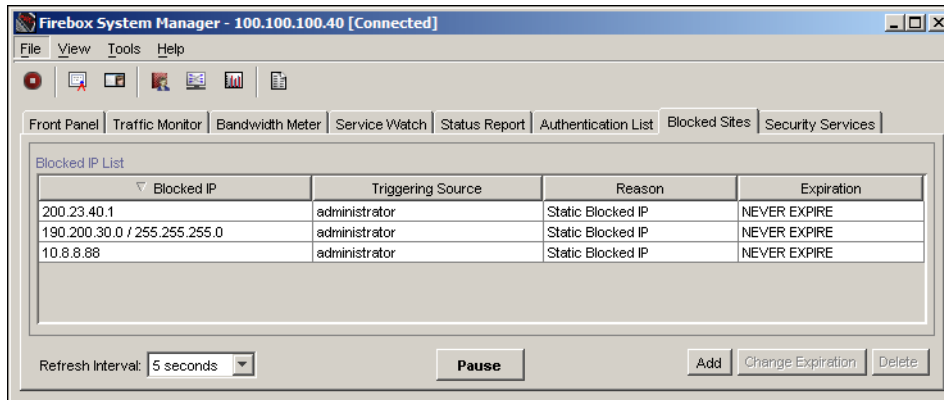 Firebox System Manager - 100.100.100.40 [Connected]
File View Tools Help
Front Panel Traffic Monitor Bandwidth Meter Service Watch Status Report Authentication List Blocked Sites Security Services
Blocked IP List
Blocked IP Triggering Source Reason Expiration
200.23.40.1 administrator Static Blocked IP NEVER EXPIRE
190.200.30.0 / 255.255.255.0 administrator Static Blocked IP NEVER EXPIRE
10.8.8.88 administrator Static Blocked IP NEVER EXPIRE
Refresh Interval: 5 seconds Pause Add Change Expiration Delete